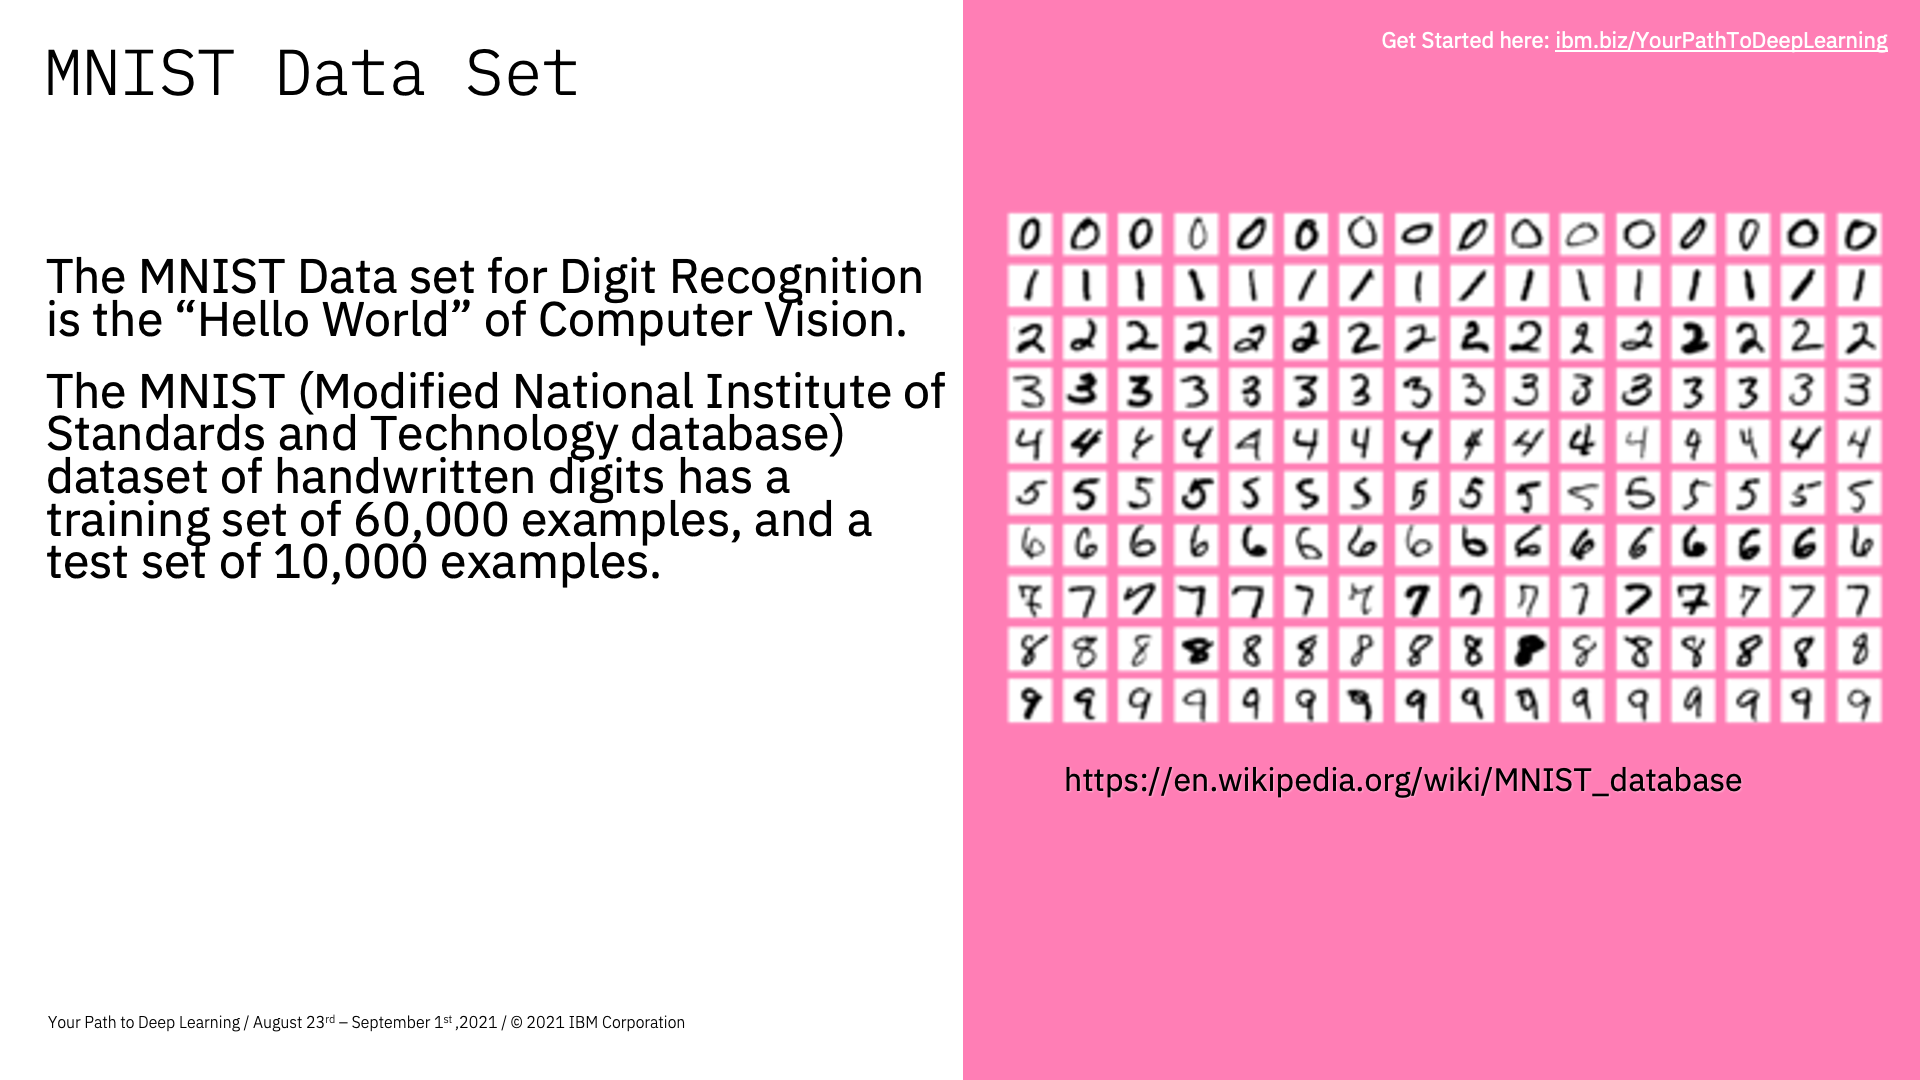 MNIST Data Set
Get Started here: ibm.biz/YourPathToDeepLearning
The MNIST Data set for Digit Recognition
is the “Hello World” of Computer Vision.
The MNIST (Modified National Institute of
Standards and Technology database)
dataset of handwritten digits has a
training set of 60,000 examples, and a
test set of 10,000 examples.
0 0 0 0 0 0 0 0 0 0 0 0 0 0 0 0
1 1 1 1 1 1 1 1 1 1 1 1 1 1 1 1
2 2 2 2 2 2 2 2 2 2 2 2 2 2 2 2
3 3 3 3 3 3 3 3 3 3 3 3 3 3 3 3
4 4 4 4 4 4 4 4 4 4 4 4 4 4 4 4
5 5 5 5 5 5 5 5 5 5 5 5 5 5 5 5
6 6 6 6 6 6 6 6 6 6 6 6 6 6 6 6
7 7 7 7 7 7 7 7 7 7 7 7 7 7 7 7
8 8 8 8 8 8 8 8 8 8 8 8 8 8 8 8
9 9 9 9 9 9 9 9 9 9 9 9 9 9 9 9
https://en.wikipedia.org/wiki/MNIST_database
Your Path to Deep Learning / August 23rd – September 1st ,2021 / © 2021 IBM Corporation